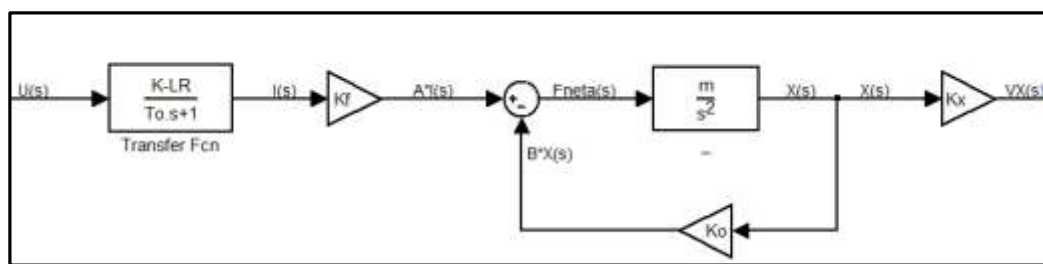 U(s)
K-LR
To.s+1
Transfer Fcn
I(s)
Kf
A*I(s)
+
-
Fneta(s)
m
s²
X(s)
X(s)
Kx
VX(s)
B*X(s)
Ko